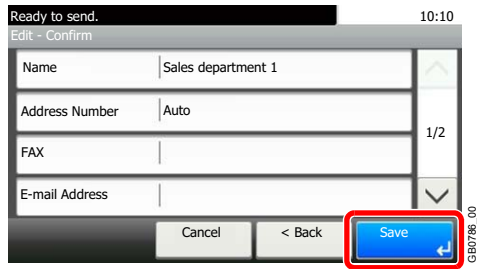 Ready to send. 10:10
Edit - Confirm
Name Sales department 1
Address Number Auto
1/2
FAX
E-mail Address
Cancel < Back Save
GB0786_00